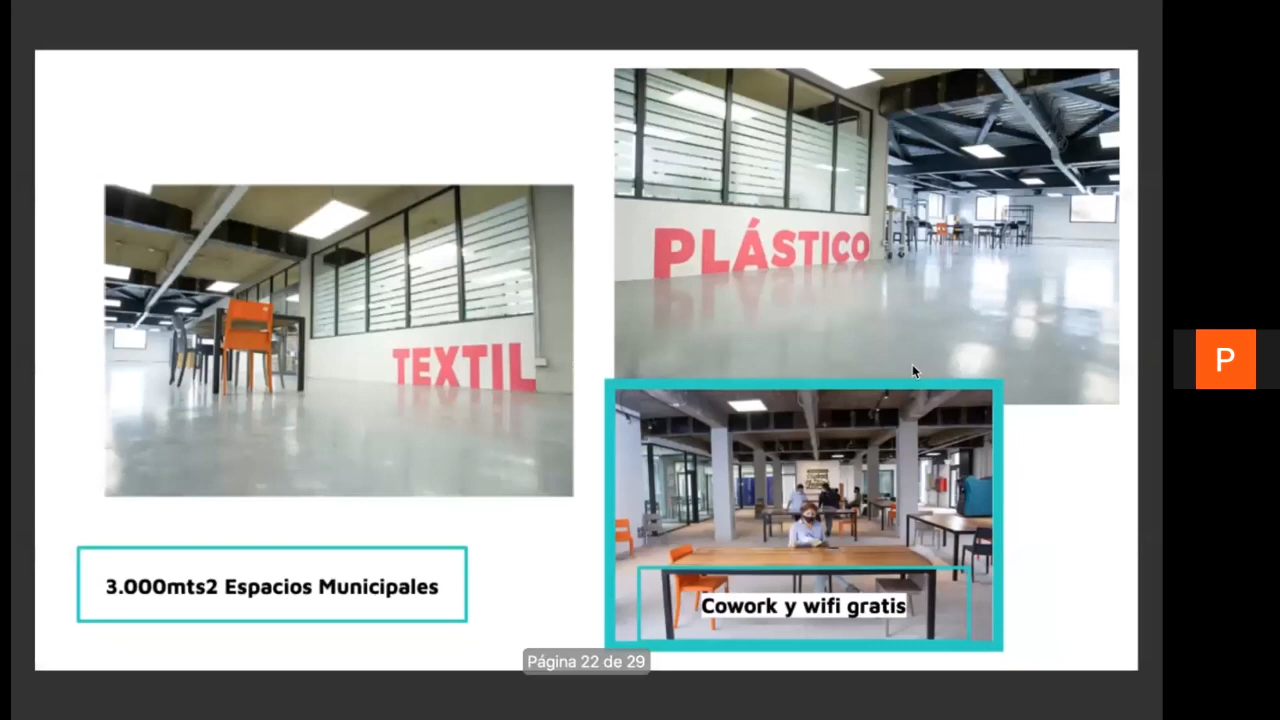 PLÁSTICO
TEXTIL
3.000mts2 Espacios Municipales
Cowork y wifi gratis
Página 22 de 29
P